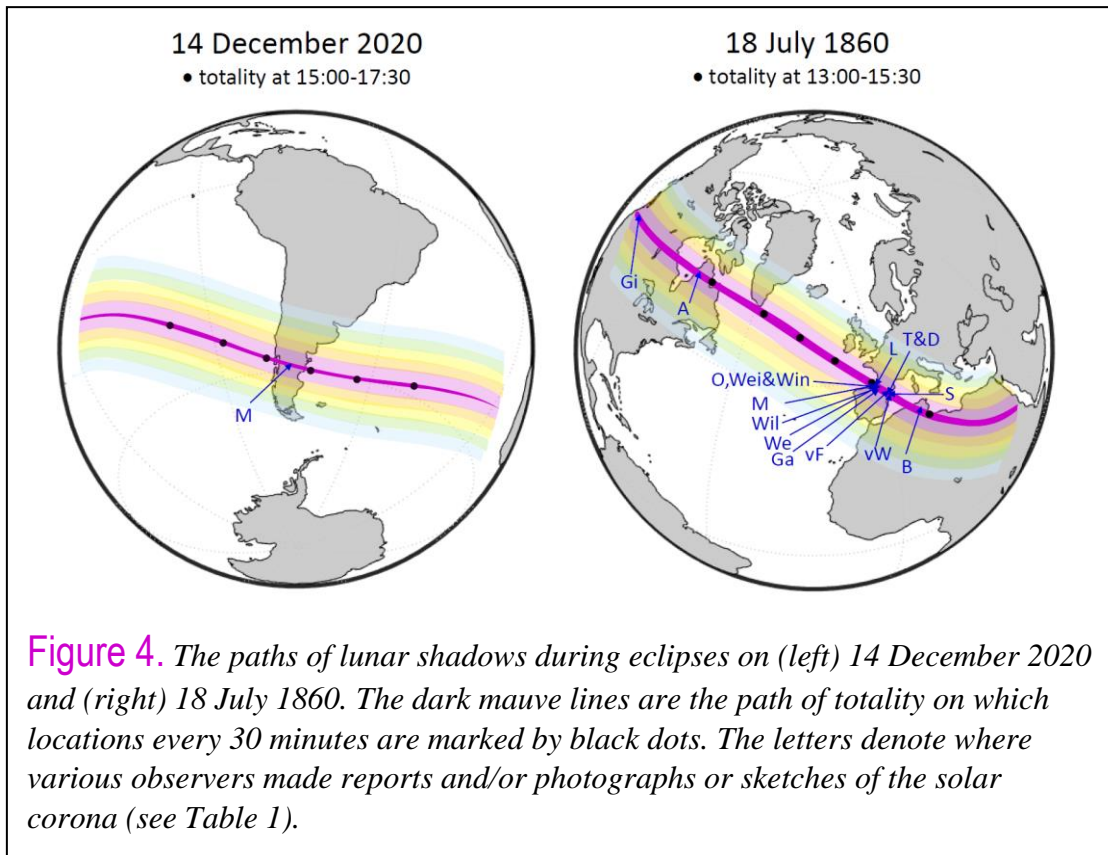 14 December 2020
• totality at 15:00-17:30
M
18 July 1860
• totality at 13:00-15:30
Gi
A
T&D
L
O,Wei&Win
S
M
Wil
We
Ga
vF
vW
B
Figure 4. The paths of lunar shadows during eclipses on (left) 14 December 2020
and (right) 18 July 1860. The dark mauve lines are the path of totality on which
locations every 30 minutes are marked by black dots. The letters denote where
various observers made reports and/or photographs or sketches of the solar
corona (see Table 1).